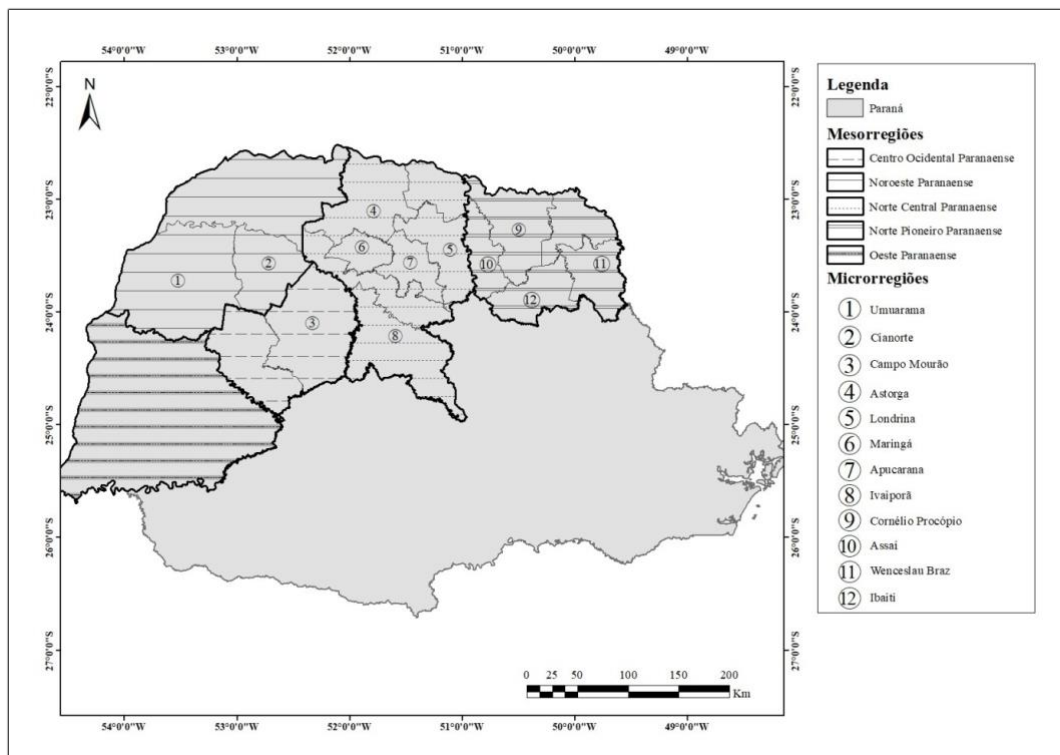 54°0'0"W 53°0'0"W 52°0'0"W 51°0'0"W 50°0'0"W 49°0'0"W
N
22°0'0"S
23°0'0"S
24°0'0"S
25°0'0"S
26°0'0"S
27°0'0"S
22°0'0"S
23°0'0"S
24°0'0"S
25°0'0"S
26°0'0"S
27°0'0"S
1
2
3
4
5
6
7
8
9
10
11
12
0 25 50 100 150 200
Km
54°0'0"W 53°0'0"W 52°0'0"W 51°0'0"W 50°0'0"W 49°0'0"W
Legenda
Paraná
Mesorregiões
Centro Ocidental Paranaense
Noroeste Paranaense
Norte Central Paranaense
Norte Pioneiro Paranaense
Oeste Paranaense
Microrregiões
1 Umuarama
2 Cianorte
3 Campo Mourão
4 Astorga
5 Londrina
6 Maringá
7 Apucarana
8 Ivaiporã
9 Cornélio Procópio
10 Assaí
11 Wenceslau Braz
12 Ibaiti